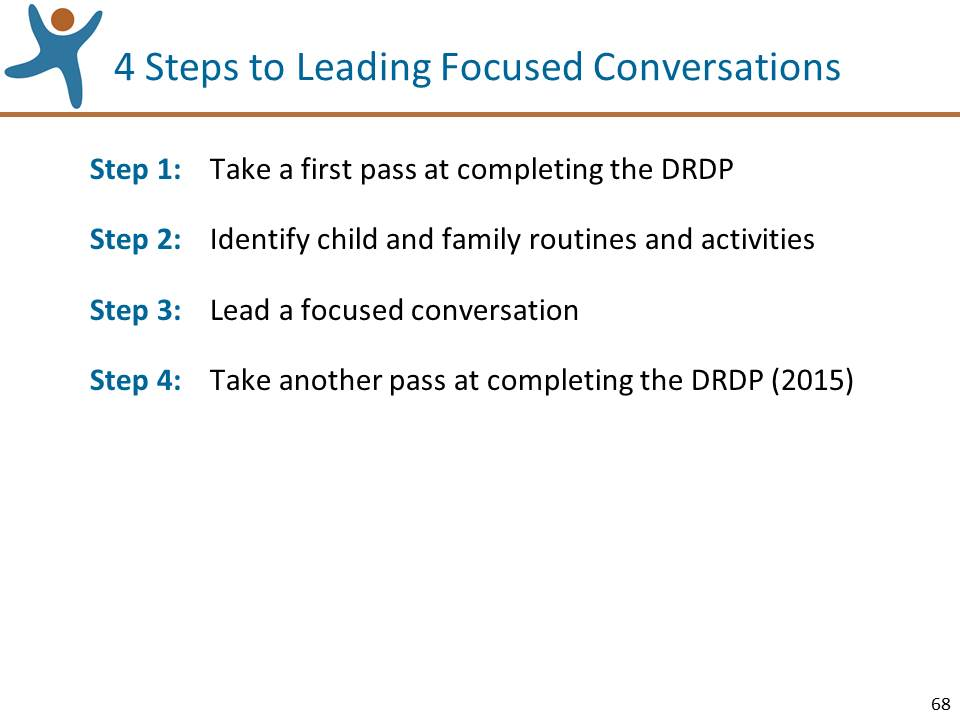 4 Steps to Leading Focused Conversations
Step 1: Take a first pass at completing the DRDP
Step 2: Identify child and family routines and activities
Step 3: Lead a focused conversation
Step 4: Take another pass at completing the DRDP (2015)
68